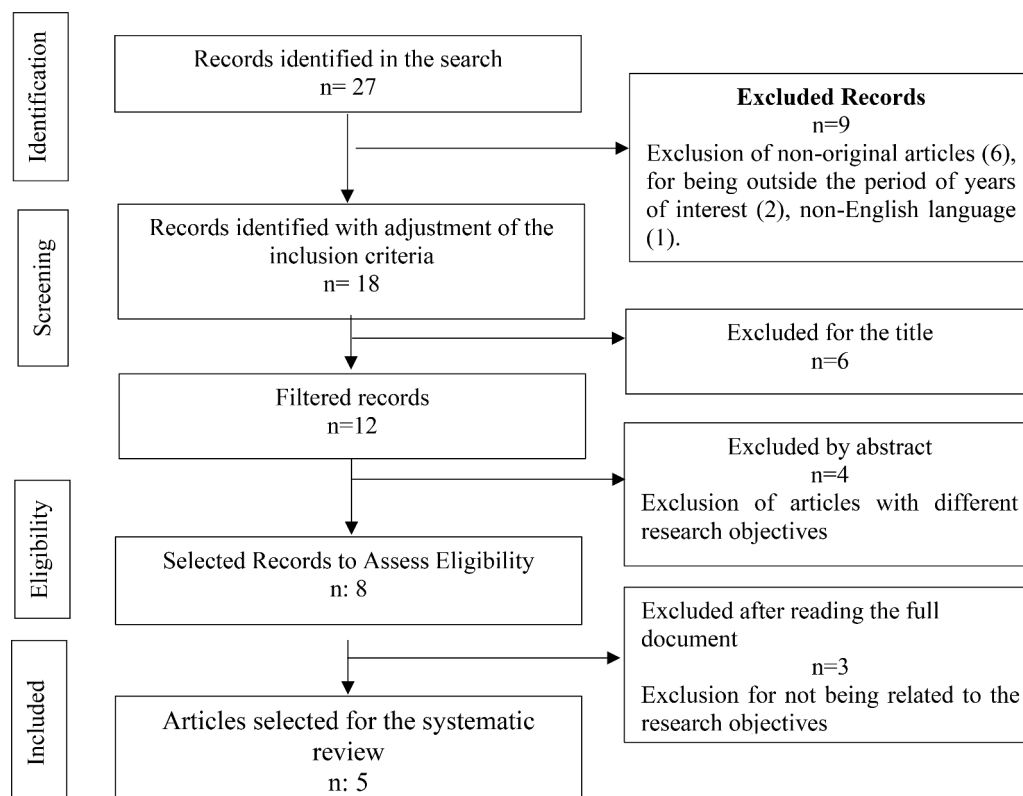 Identification
Records identified in the search
n= 27
Excluded Records
n=9
Exclusion of non-original articles (6),
for being outside the period of years
of interest (2), non-English language
(1).
Screening
Records identified with adjustment of the
inclusion criteria
n= 18
Excluded for the title
n=6
Filtered records
n=12
Excluded by abstract
n=4
Exclusion of articles with different
research objectives
Eligibility
Selected Records to Assess Eligibility
n: 8
Excluded after reading the full
document
n=3
Exclusion for not being related to the
research objectives
Included
Articles selected for the systematic
review
n: 5